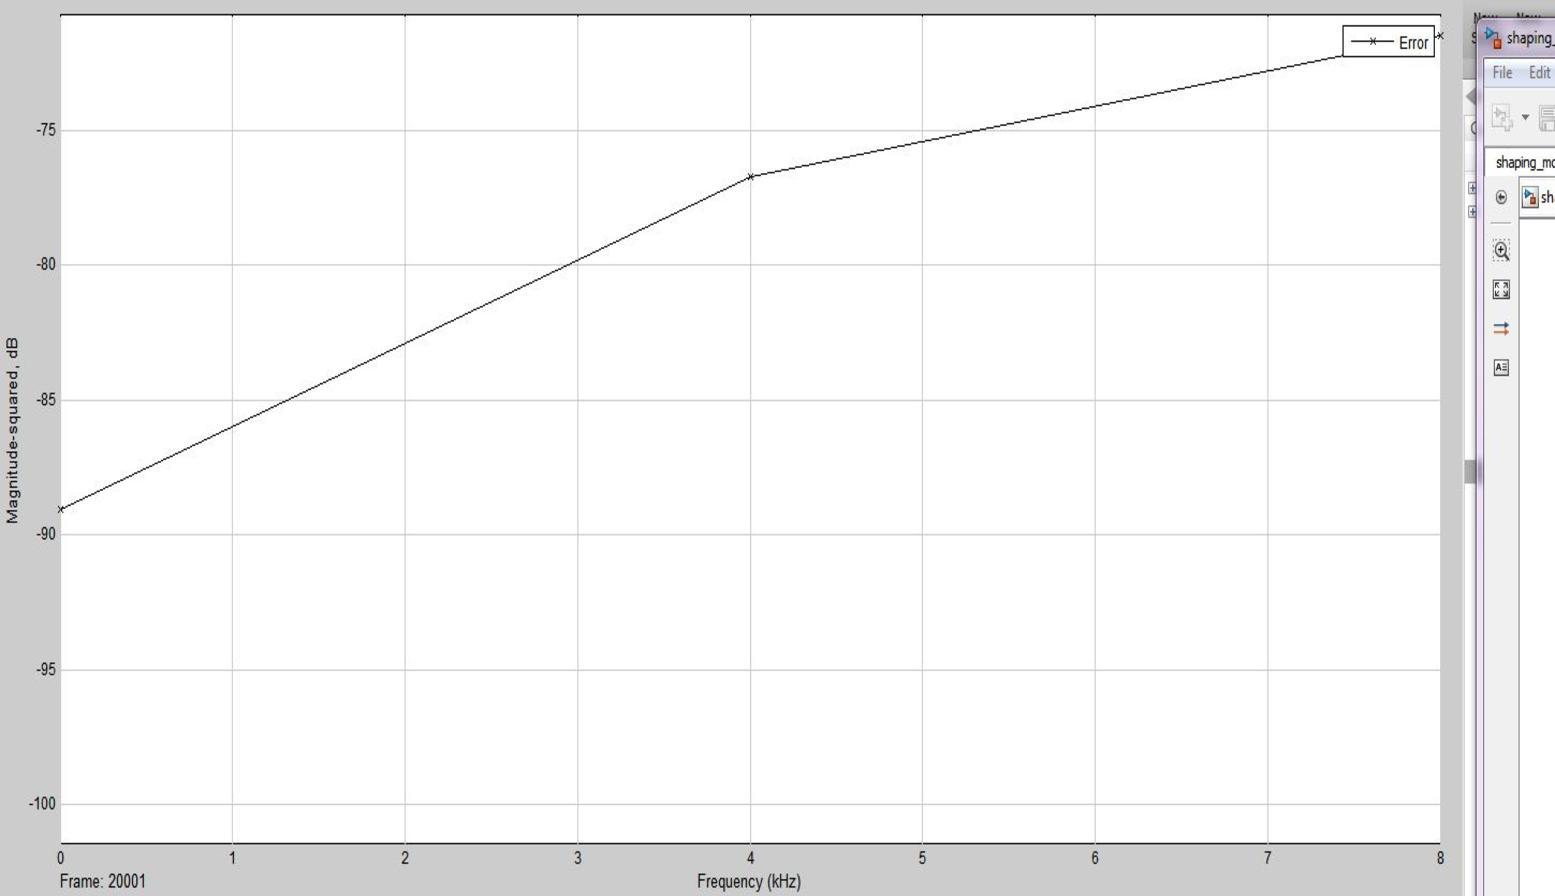 Error
-75
-80
-85
-90
-95
-100
Magnitude-squared, dB
0 1 2 3 4 5 6 7 8
Frame: 20001
Frequency (kHz)
shaping_
File Edit
shaping_mo
sh